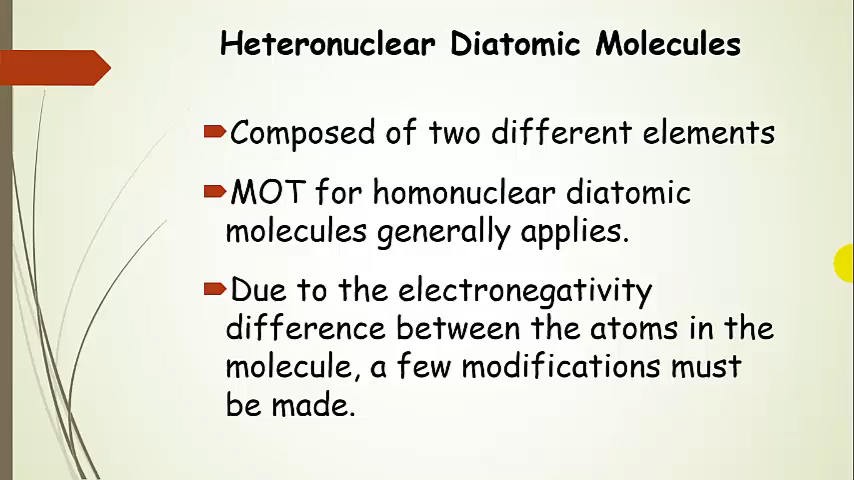 Heteronuclear Diatomic Molecules
Composed of two different elements
MOT for homonuclear diatomic
molecules generally applies.
Due to the electronegativity
difference between the atoms in the
molecule, a few modifications must
be made.